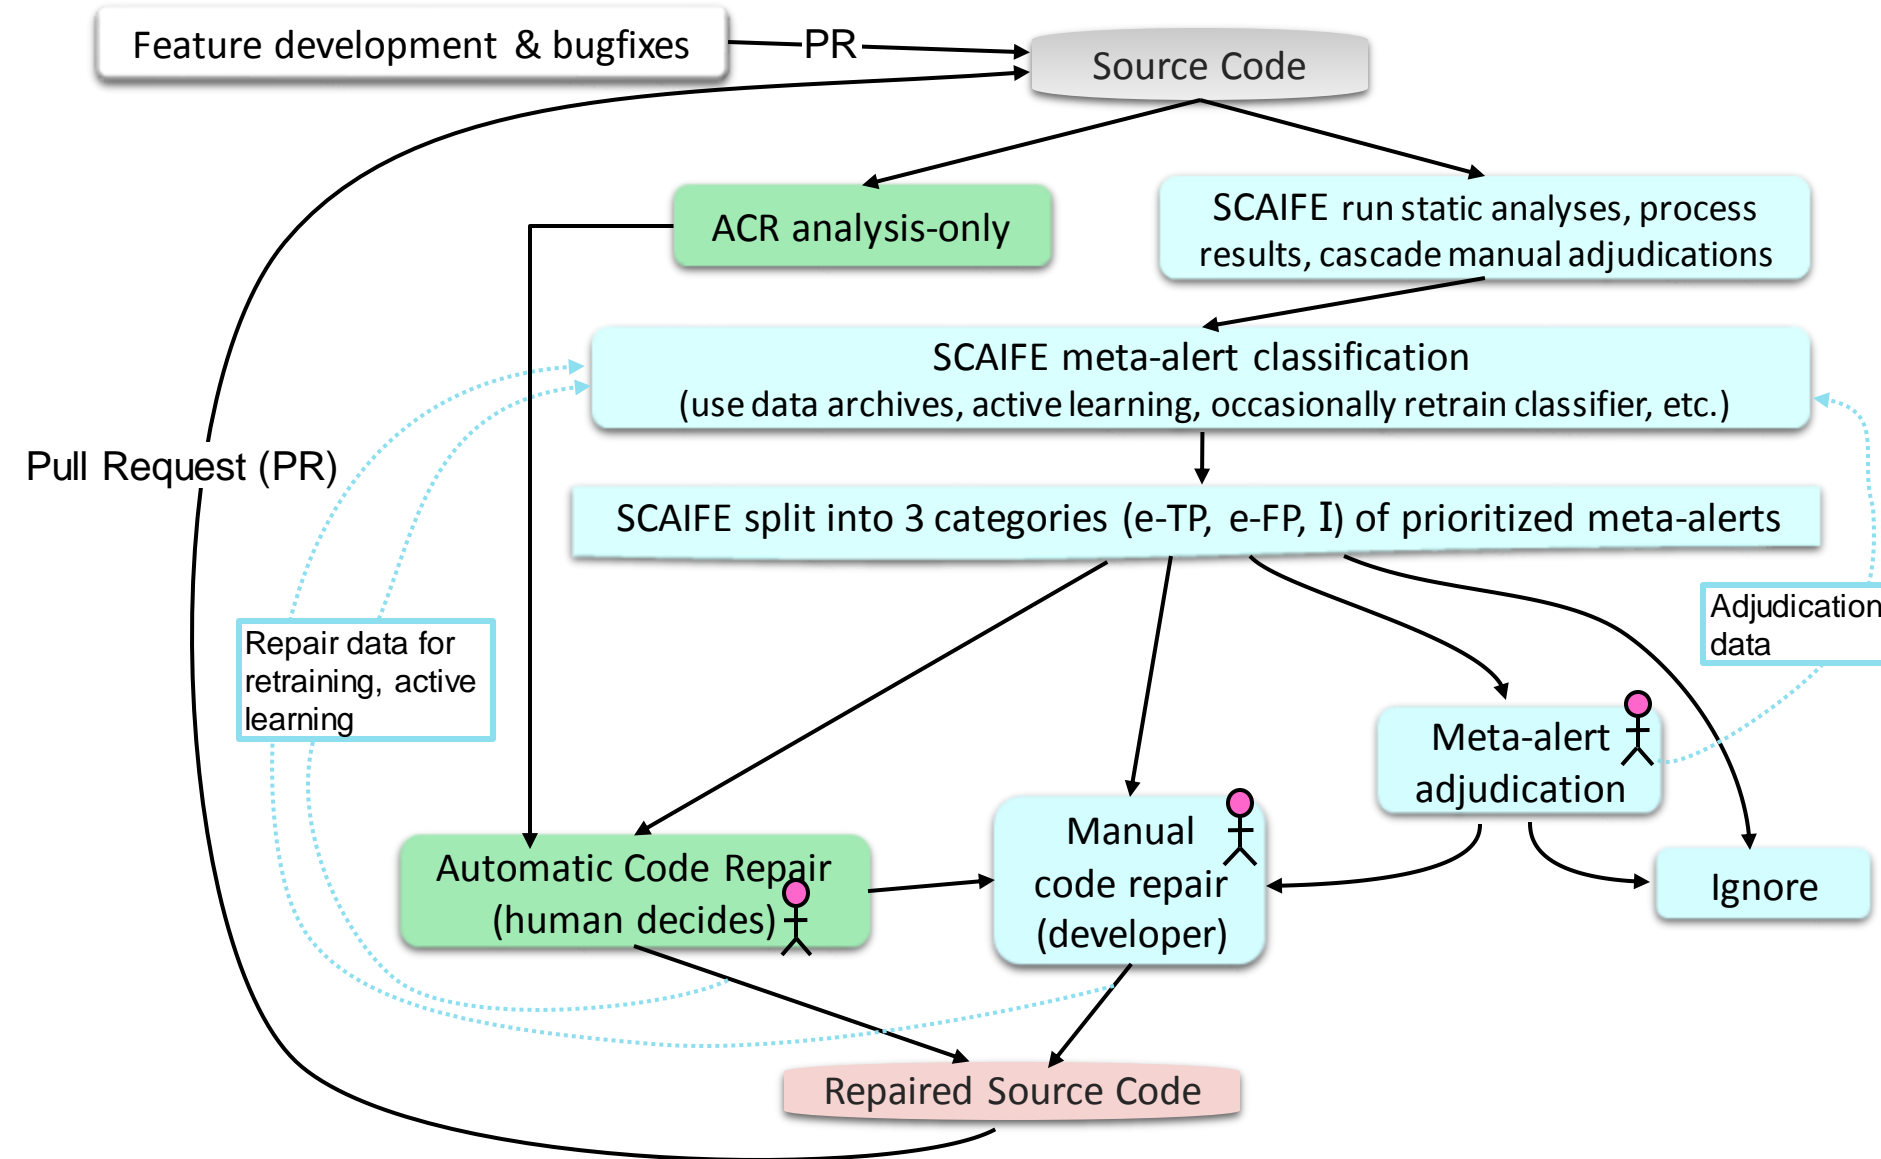 Feature development & bugfixes
PR
Source Code
ACR analysis-only
SCAIFE run static analyses, process
results, cascade manual adjudications
SCAIFE meta-alert classification
(use data archives, active learning, occasionally retrain classifier, etc.)
Pull Request (PR)
SCAIFE split into 3 categories (e-TP, e-FP, I) of prioritized meta-alerts
Repair data for
retraining, active
learning
Adjudication
data
Meta-alert
adjudication
Automatic Code Repair
(human decides)
Manual
code repair
(developer)
Ignore
Repaired Source Code